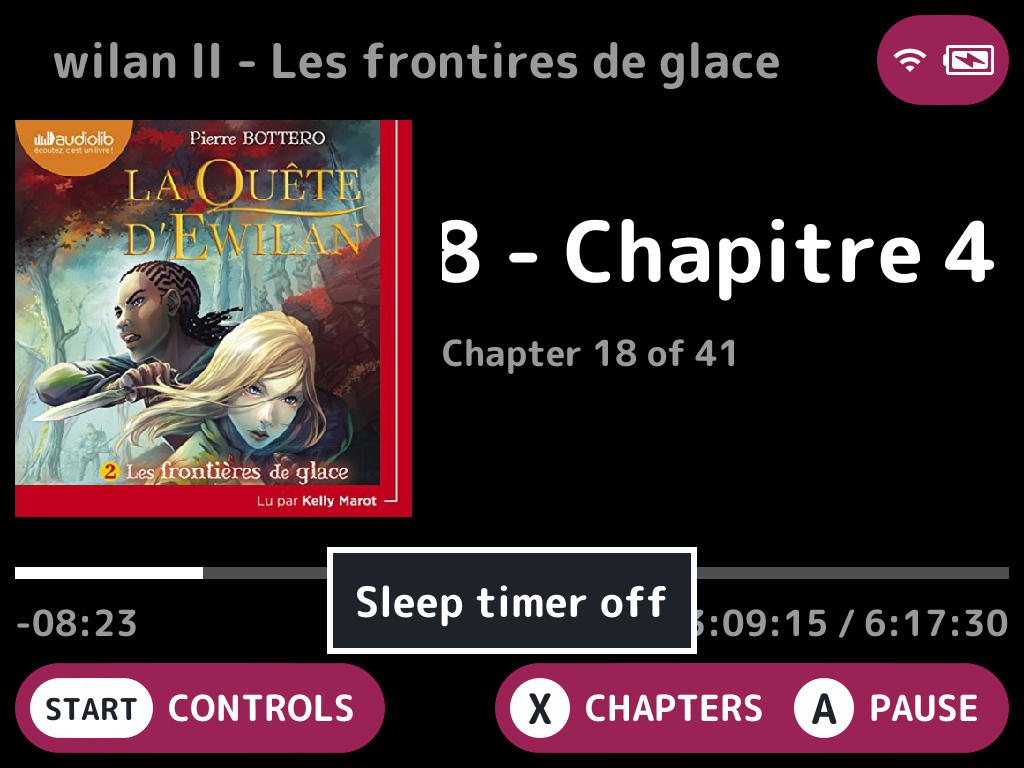 wilan II - Les frontires de glace
audiolib
écoutez, c'est un livre !
Pierre BOTTERO
LA QUÊTE
D'EWILAN
2 Les frontières de glace
Lu par Kelly Marot
8 - Chapitre 4
Chapter 18 of 41
Sleep timer off
-08:23
3:09:15 / 6:17:30
START CONTROLS
X CHAPTERS A PAUSE